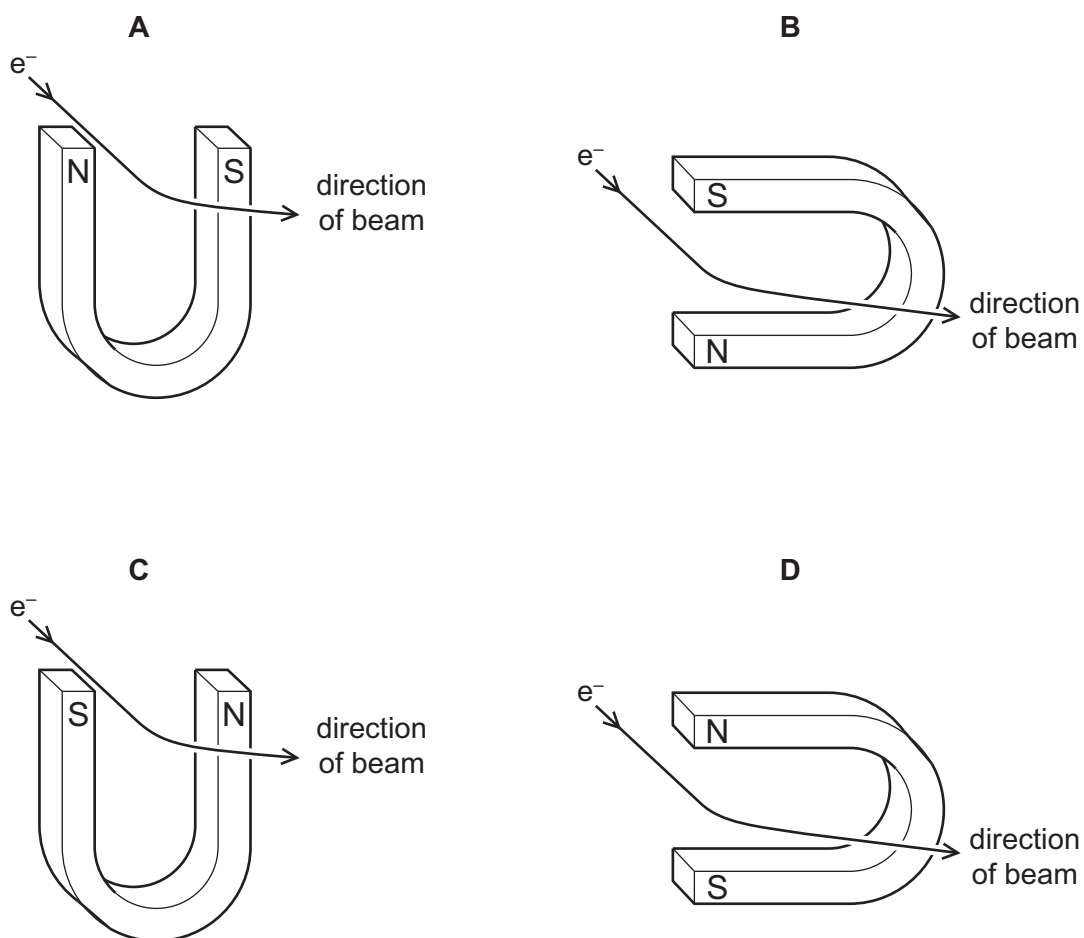 A
e–
N
S
direction
of beam
B
e–
S
N
direction
of beam
C
e–
S
N
direction
of beam
D
e–
N
S
direction
of beam